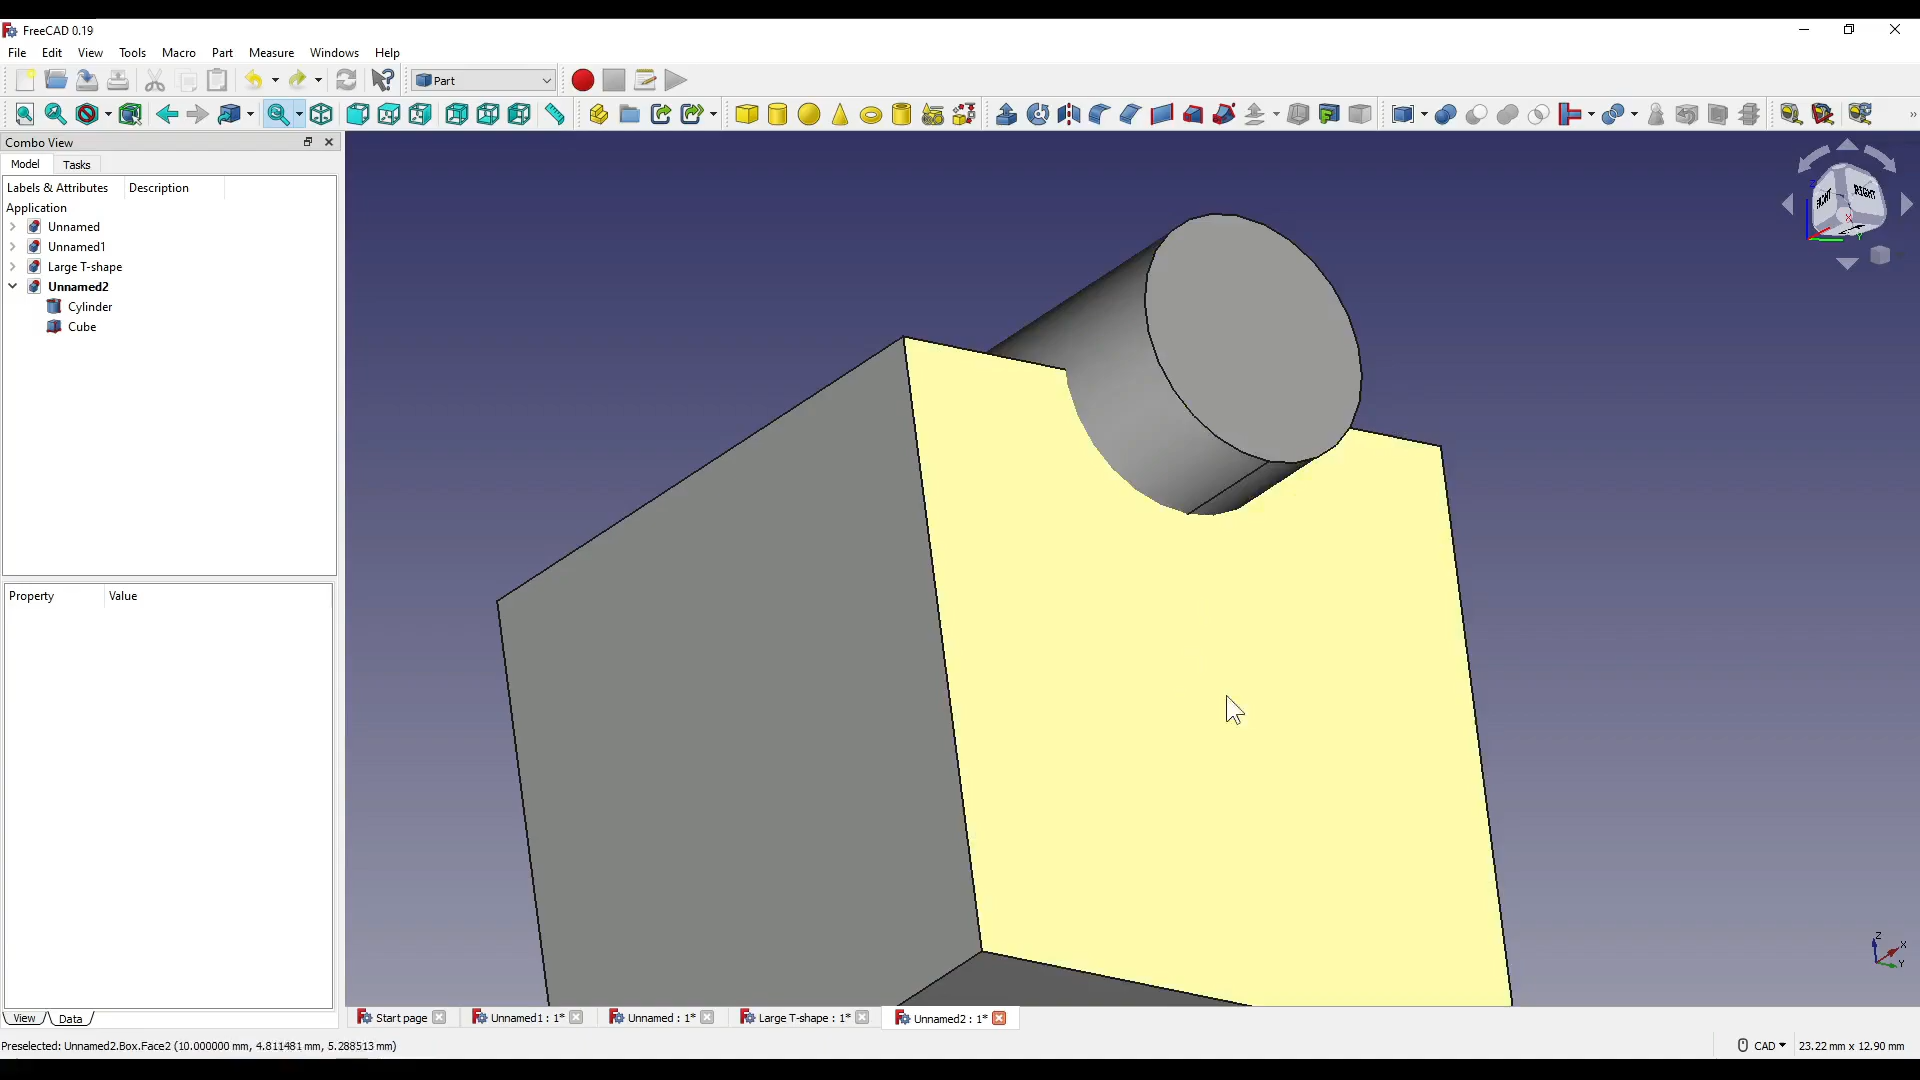 FreeCAD 0.19
File Edit View Tools Macro Part Measure Windows Help
Part
Combo View
Model Tasks
Labels & Attributes Description
Application
Unnamed
Unnamed1
Large T-shape
Unnamed2
Cylinder
Cube
RIGHT
Z
X
Y
Property Value
Z
X
Y
View Data
Start page Unnamed1 : 1* Unnamed : 1* Large T-shape : 1* Unnamed2 : 1*
Preselected: Unnamed2.Box.Face2 (10.000000 mm, 4.811481 mm, 5.288513 mm)
CAD 23.22 mm x 12.90 mm